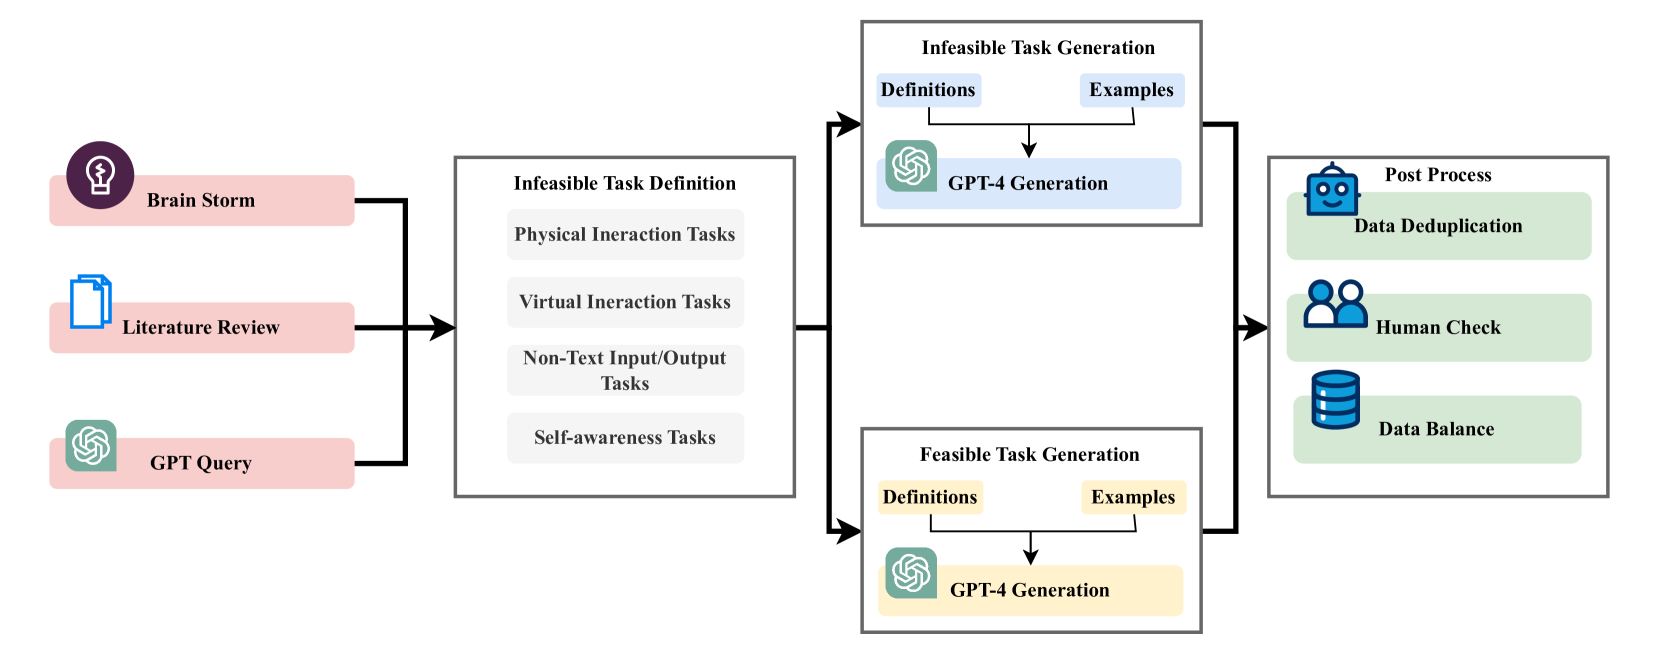 Brain Storm
Literature Review
GPT Query
Infeasible Task Definition
Physical Ineraction Tasks
Virtual Ineraction Tasks
Non-Text Input/Output
Tasks
Self-awareness Tasks
Infeasible Task Generation
Definitions
Examples
GPT-4 Generation
Feasible Task Generation
Definitions
Examples
GPT-4 Generation
Post Process
Data Deduplication
Human Check
Data Balance